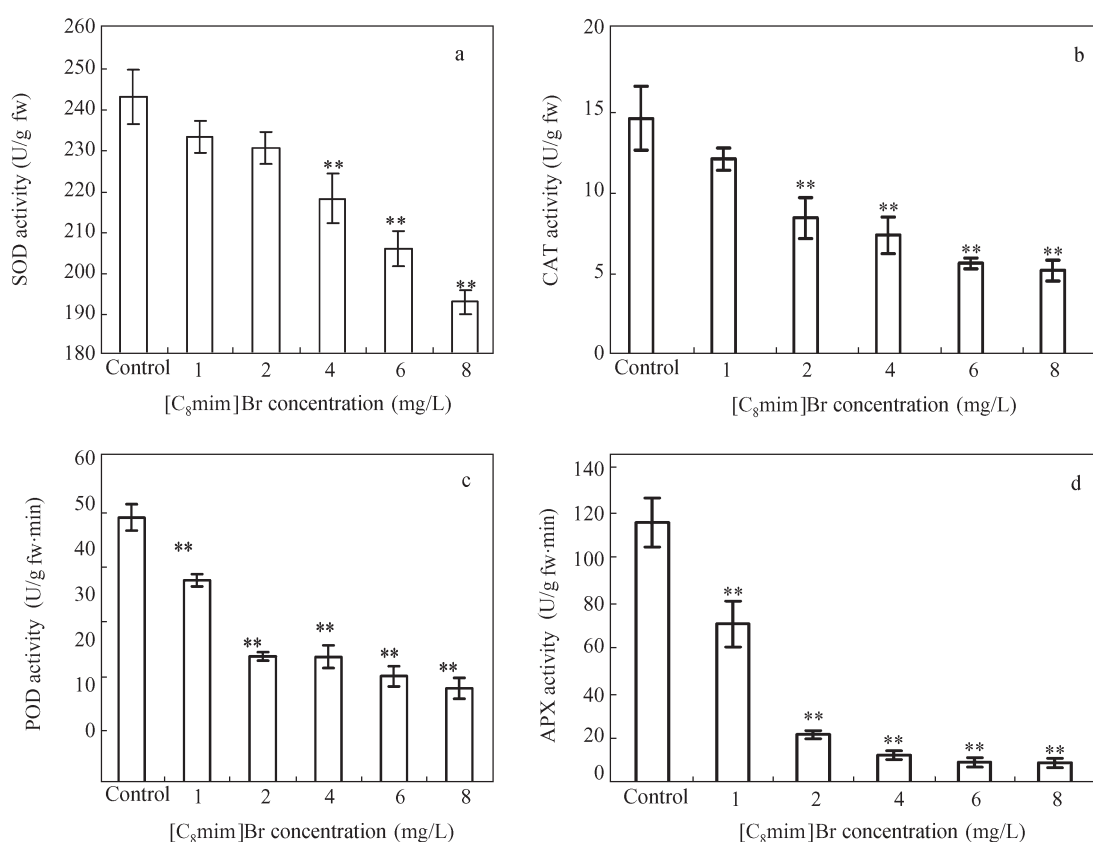 260
250
240
230
220
210
200
190
180
SOD activity (U/g fw)
a
**
**
**
Control 1 2 4 6 8
[C₈mim]Br concentration (mg/L)
20
15
10
5
0
CAT activity (U/g fw)
b
**
**
**
**
Control 1 2 4 6 8
[C₈mim]Br concentration (mg/L)
60
50
40
30
20
10
0
POD activity (U/g fw·min)
c
**
**
**
**
**
Control 1 2 4 6 8
[C₈mim]Br concentration (mg/L)
140
120
100
80
60
40
20
0
APX activity (U/g fw·min)
d
**
**
**
**
**
Control 1 2 4 6 8
[C₈mim]Br concentration (mg/L)